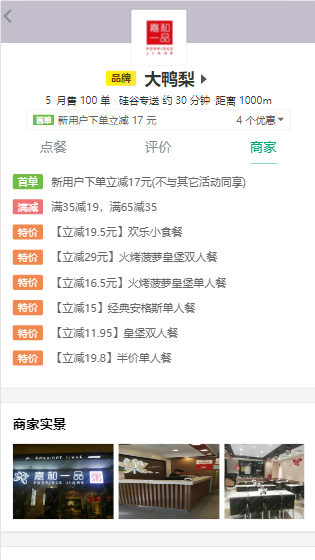 嘉和
一品
PORRIDGE
JIAHE
品牌 大鸭梨
5 月售 100 单 · 硅谷专送 约 30 分钟 距离 1000m
首单 新用户下单立减 17 元 4 个优惠
点餐 评价 商家
首单 新用户下单立减17元(不与其它活动同享)
满减 满35减19，满65减35
特价 【立减19.5元】欢乐小食餐
特价 【立减29元】火烤菠萝皇堡双人餐
特价 【立减16.5元】火烤菠萝皇堡单人餐
特价 【立减15】经典安格斯单人餐
特价 【立减11.95】皇堡双人餐
特价 【立减19.8】半价单人餐
商家实景
嘉和一品
PORRIDGE JIAHE